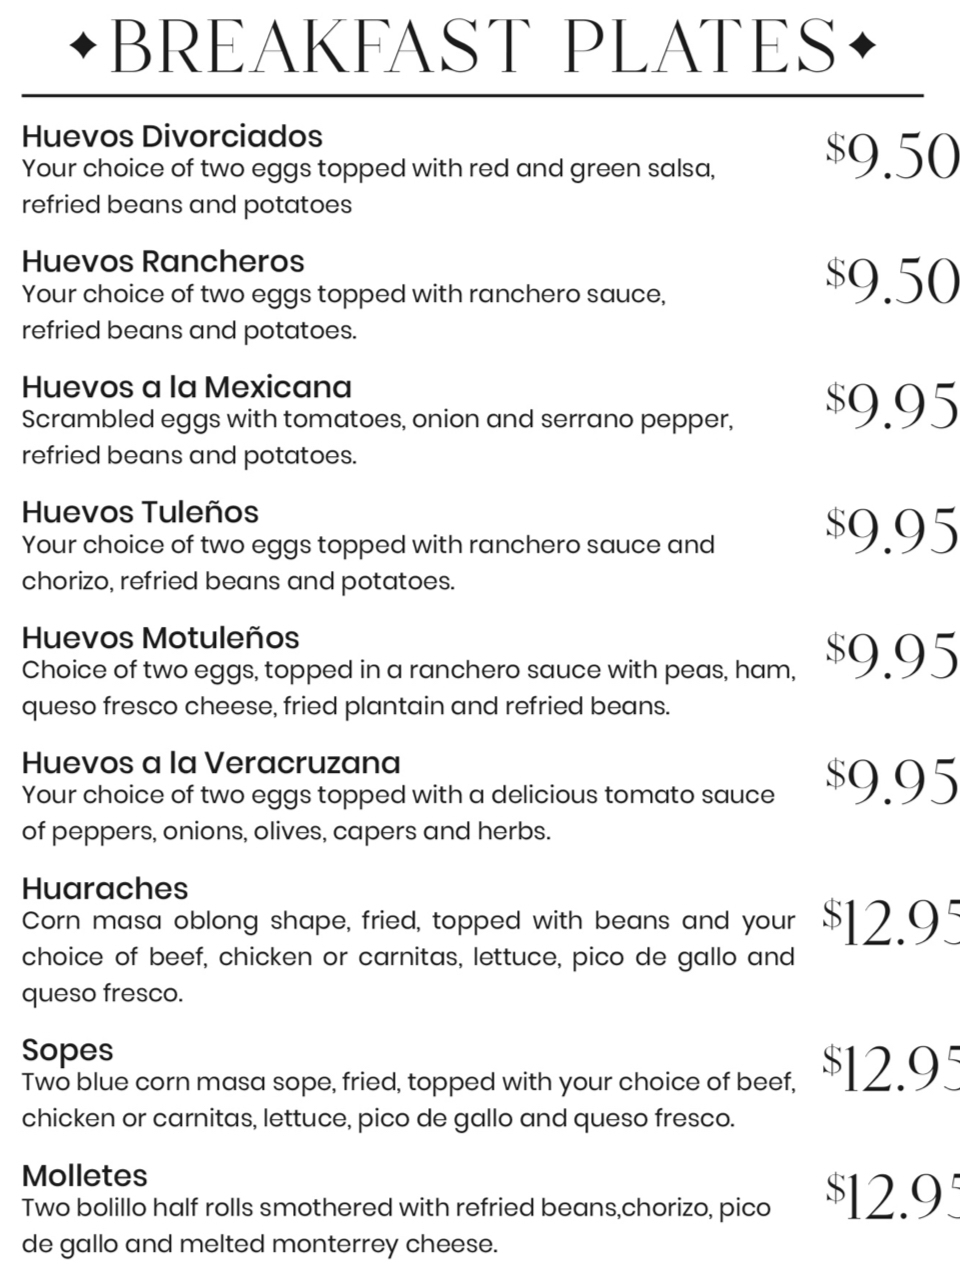 BREAKFAST PLATES
Huevos Divorciados
$9.50
Your choice of two eggs topped with red and green salsa,
refried beans and potatoes
Huevos Rancheros
$9.50
Your choice of two eggs topped with ranchero sauce,
refried beans and potatoes.
Huevos a la Mexicana
$9.95
Scrambled eggs with tomatoes, onion and serrano pepper,
refried beans and potatoes.
Huevos Tuleños
$9.95
Your choice of two eggs topped with ranchero sauce and
chorizo, refried beans and potatoes.
Huevos Motuleños
$9.95
Choice of two eggs, topped in a ranchero sauce with peas, ham,
queso fresco cheese, fried plantain and refried beans.
Huevos a la Veracruzana
$9.95
Your choice of two eggs topped with a delicious tomato sauce
of peppers, onions, olives, capers and herbs.
Huaraches
$12.95
Corn masa oblong shape, fried, topped with beans and your
choice of beef, chicken or carnitas, lettuce, pico de gallo and
queso fresco.
Sopes
$12.95
Two blue corn masa sope, fried, topped with your choice of beef,
chicken or carnitas, lettuce, pico de gallo and queso fresco.
Molletes
$12.95
Two bolillo half rolls smothered with refried beans,chorizo, pico
de gallo and melted monterrey cheese.